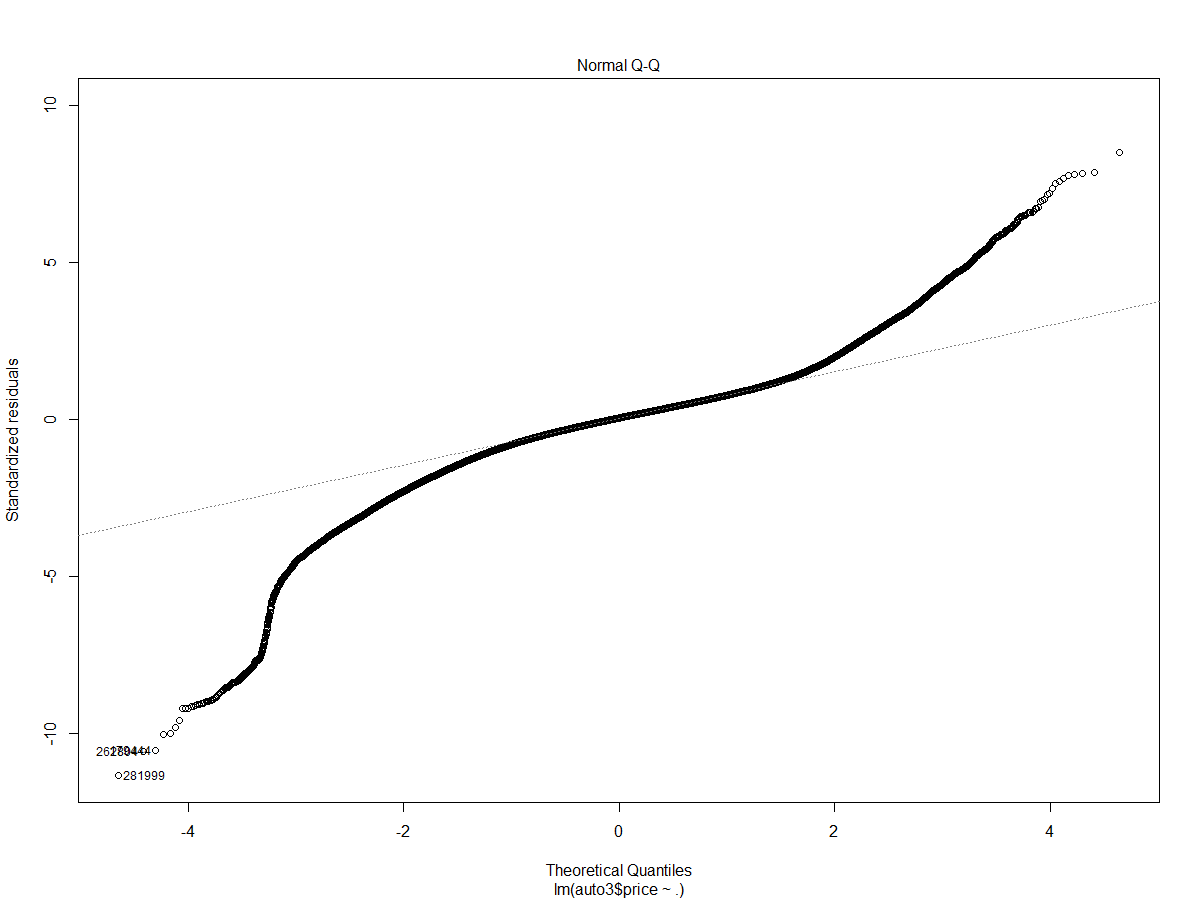 Normal Q-Q
10
5
0
-5
-10
Standardized residuals
281999
-4
-2
0
2
4
Theoretical Quantiles
lm(auto3$price ~ .)